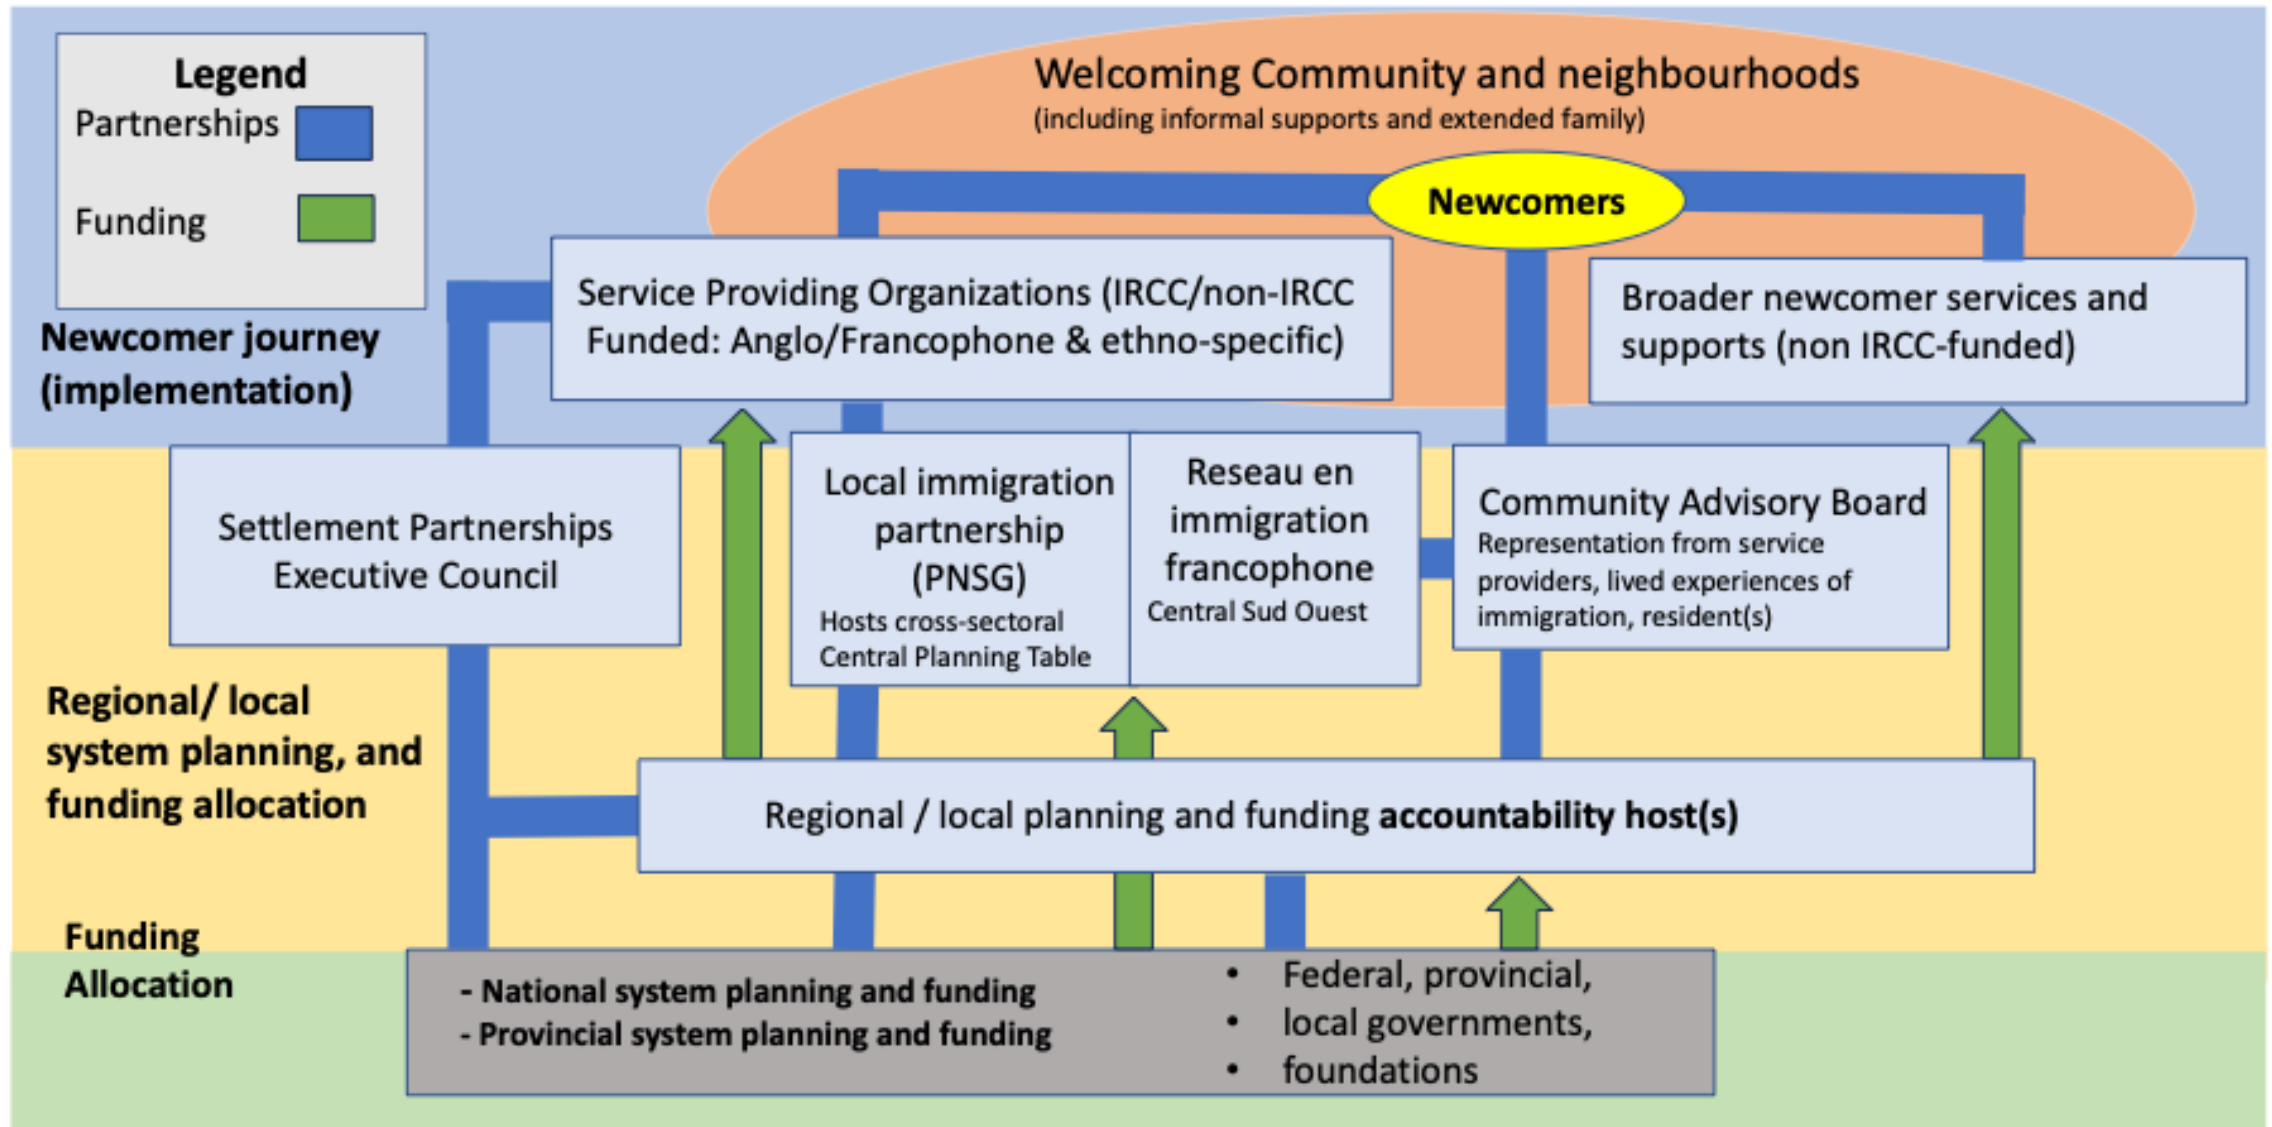 Legend
Partnerships
Funding
Welcoming Community and neighbourhoods
(including informal supports and extended family)
Newcomers
Newcomer journey
(implementation)
Service Providing Organizations (IRCC/non-IRCC
Funded: Anglo/Francophone & ethno-specific)
Broader newcomer services and
supports (non IRCC-funded)
Settlement Partnerships
Executive Council
Local immigration
partnership
(PNSG)
Hosts cross-sectoral
Central Planning Table
Reseau en
immigration
francophone
Central Sud Ouest
Community Advisory Board
Representation from service
providers, lived experiences of
immigration, resident(s)
Regional/ local
system planning, and
funding allocation
Regional / local planning and funding accountability host(s)
Funding
Allocation
- National system planning and funding
- Provincial system planning and funding
• Federal, provincial,
• local governments,
• foundations